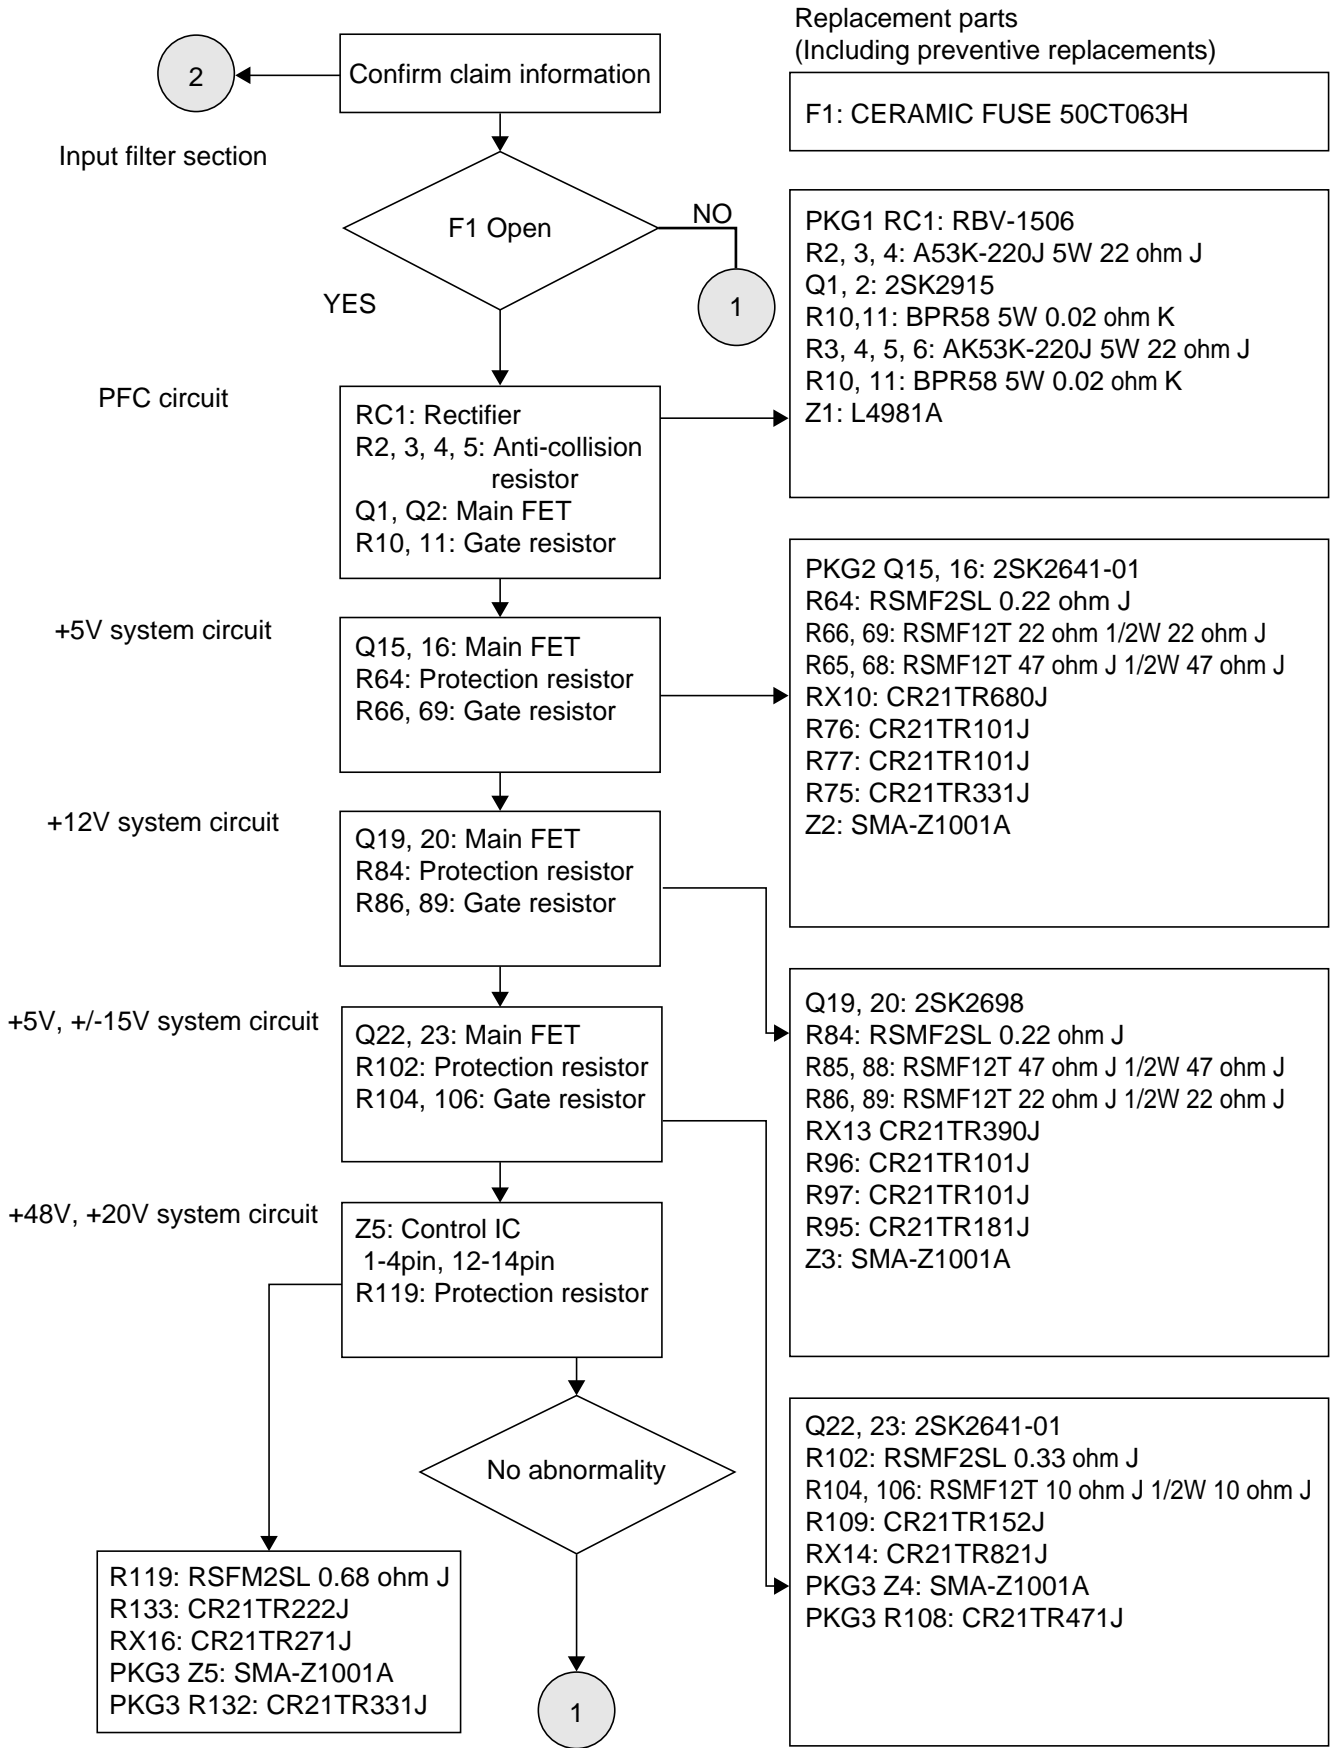 Replacement parts
(Including preventive replacements)
2
Confirm claim information
F1: CERAMIC FUSE 50CT063H
Input filter section
F1 Open
NO
1
YES
PKG1 RC1: RBV-1506
R2, 3, 4: A53K-220J 5W 22 ohm J
Q1, 2: 2SK2915
R10,11: BPR58 5W 0.02 ohm K
R3, 4, 5, 6: AK53K-220J 5W 22 ohm J
R10, 11: BPR58 5W 0.02 ohm K
Z1: L4981A
PFC circuit
RC1: Rectifier
R2, 3, 4, 5: Anti-collision
resistor
Q1, Q2: Main FET
R10, 11: Gate resistor
PKG2 Q15, 16: 2SK2641-01
R64: RSMF2SL 0.22 ohm J
R66, 69: RSMF12T 22 ohm 1/2W 22 ohm J
R65, 68: RSMF12T 47 ohm J 1/2W 47 ohm J
RX10: CR21TR680J
R76: CR21TR101J
R77: CR21TR101J
R75: CR21TR331J
Z2: SMA-Z1001A
+5V system circuit
Q15, 16: Main FET
R64: Protection resistor
R66, 69: Gate resistor
+12V system circuit
Q19, 20: Main FET
R84: Protection resistor
R86, 89: Gate resistor
Q19, 20: 2SK2698
R84: RSMF2SL 0.22 ohm J
R85, 88: RSMF12T 47 ohm J 1/2W 47 ohm J
R86, 89: RSMF12T 22 ohm J 1/2W 22 ohm J
RX13 CR21TR390J
R96: CR21TR101J
R97: CR21TR101J
R95: CR21TR181J
Z3: SMA-Z1001A
+5V, +/-15V system circuit
Q22, 23: Main FET
R102: Protection resistor
R104, 106: Gate resistor
+48V, +20V system circuit
Z5: Control IC
1-4pin, 12-14pin
R119: Protection resistor
No abnormality
Q22, 23: 2SK2641-01
R102: RSMF2SL 0.33 ohm J
R104, 106: RSMF12T 10 ohm J 1/2W 10 ohm J
R109: CR21TR152J
RX14: CR21TR821J
PKG3 Z4: SMA-Z1001A
PKG3 R108: CR21TR471J
R119: RSFM2SL 0.68 ohm J
R133: CR21TR222J
RX16: CR21TR271J
PKG3 Z5: SMA-Z1001A
PKG3 R132: CR21TR331J
1